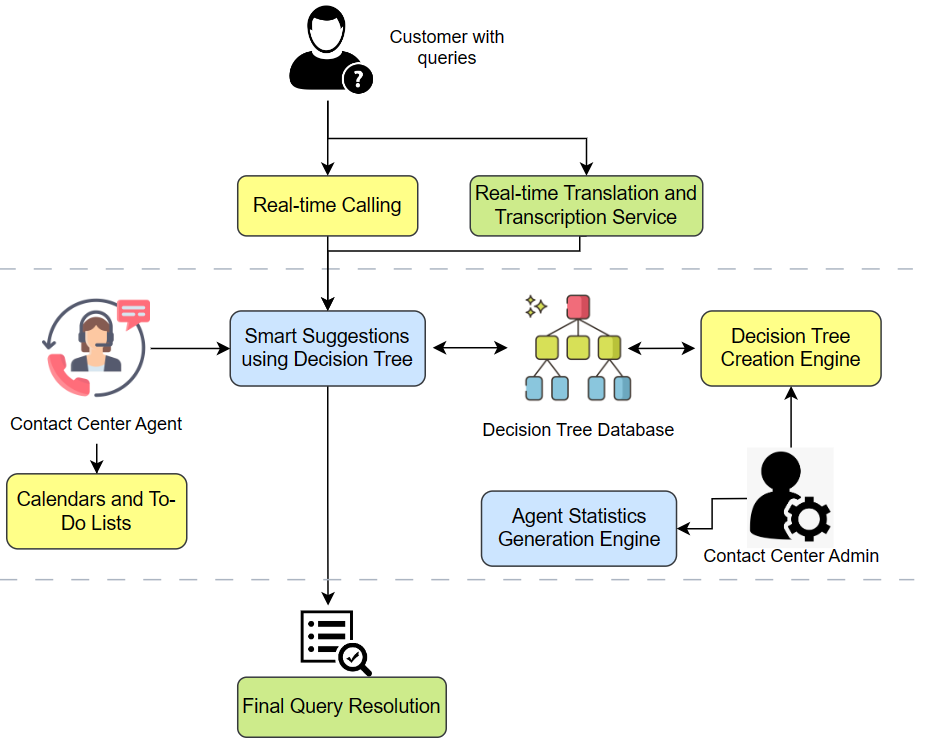 Customer with
queries
Real-time Calling
Real-time Translation and
Transcription Service
Smart Suggestions
using Decision Tree
Decision Tree
Creation Engine
Contact Center Agent
Decision Tree Database
Calendars and To-
Do Lists
Agent Statistics
Generation Engine
Contact Center Admin
Final Query Resolution